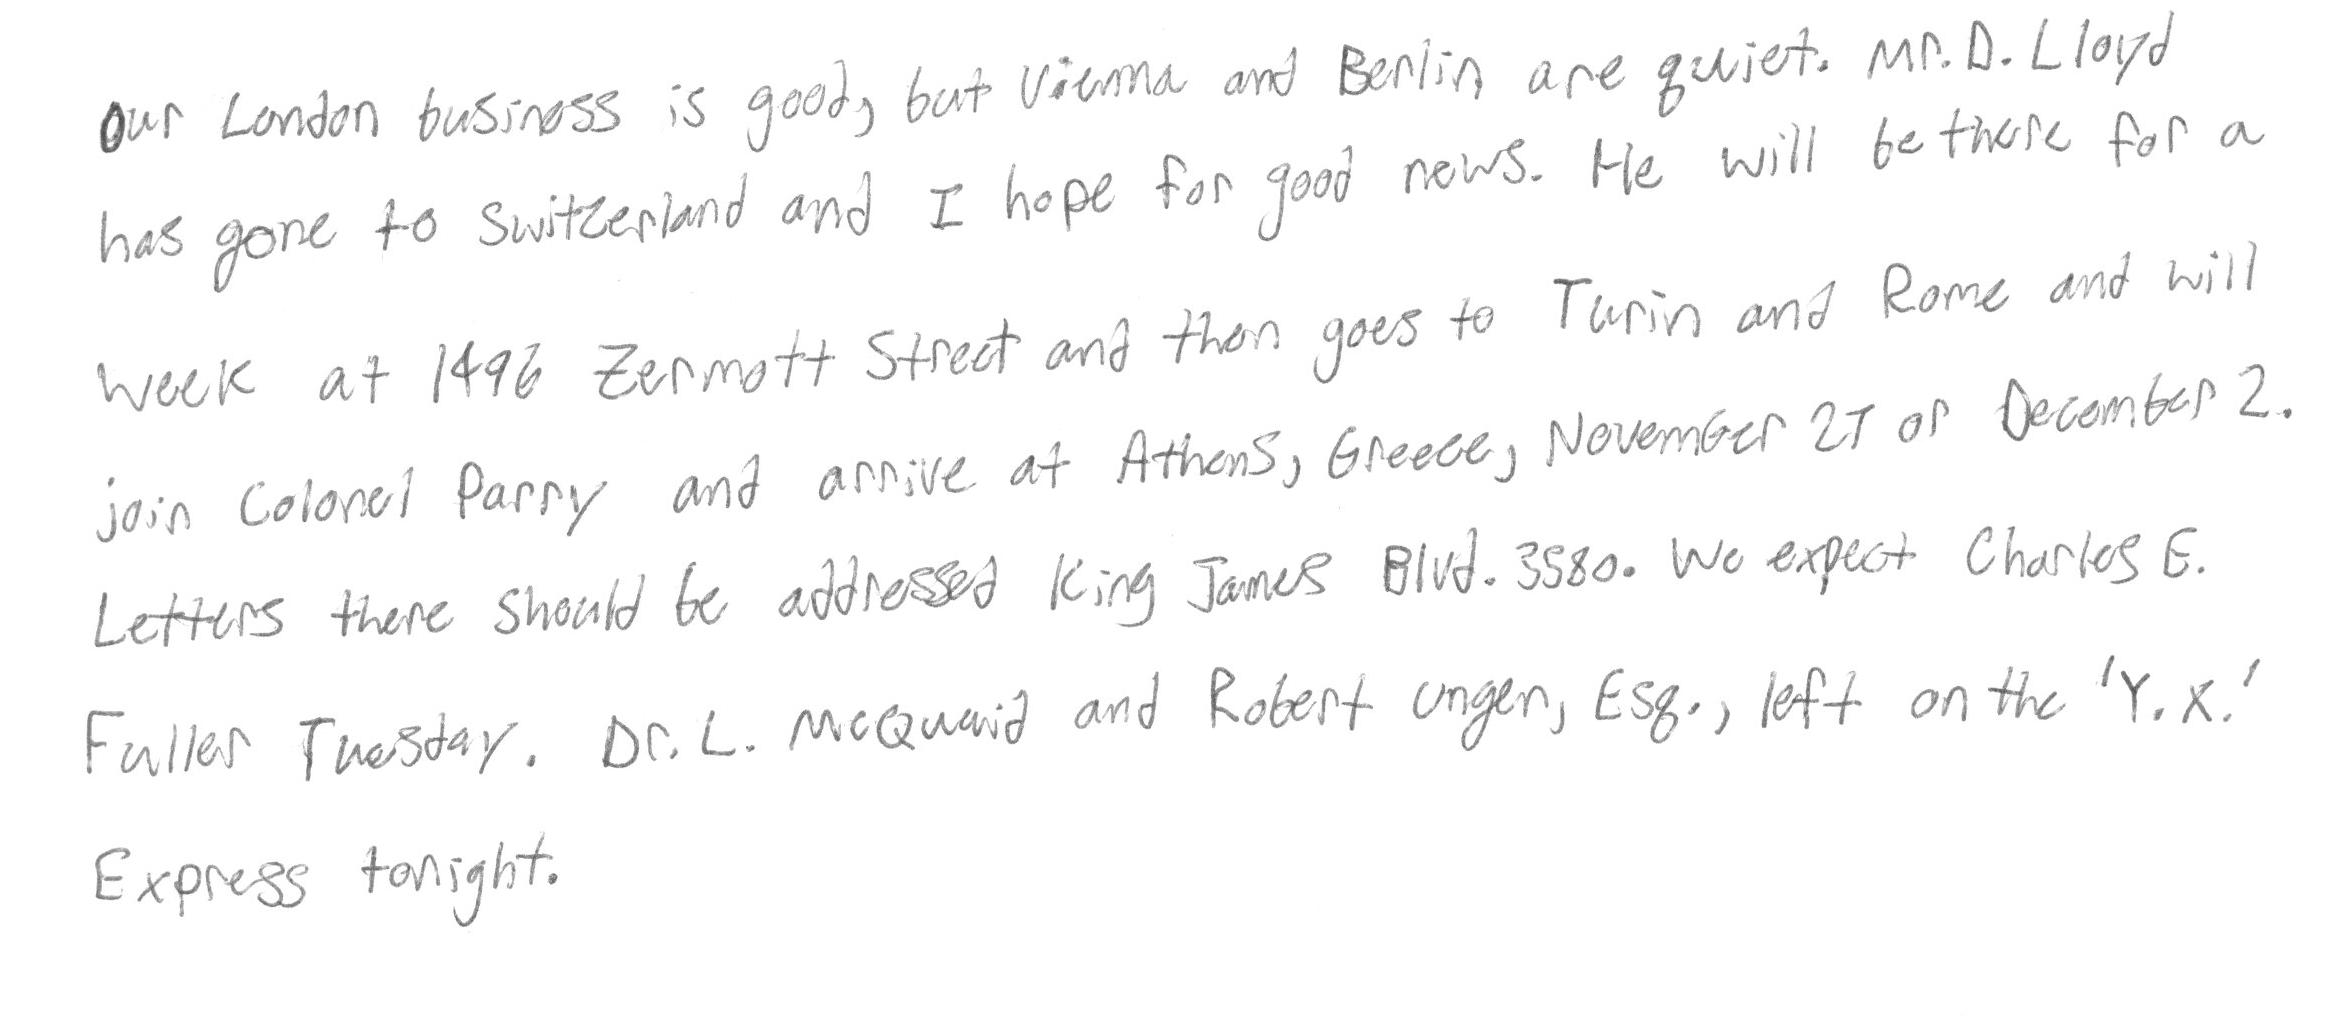 Our London business is good, but Vienna and Berlin are quiet. Mr. D. Lloyd
has gone to Switzerland and I hope for good news. He will be there for a
week at 1496 Zermott Street and then goes to Turin and Rome and will
join Colonel Parry and arrive at Athens, Greece, November 27 or December 2.
Letters there should be addressed King James Blvd. 3580. We expect Charles E.
Fuller Tuesday. Dr. L. McQuaid and Robert Unger, Esq., left on the 'Y.X.'
Express tonight.